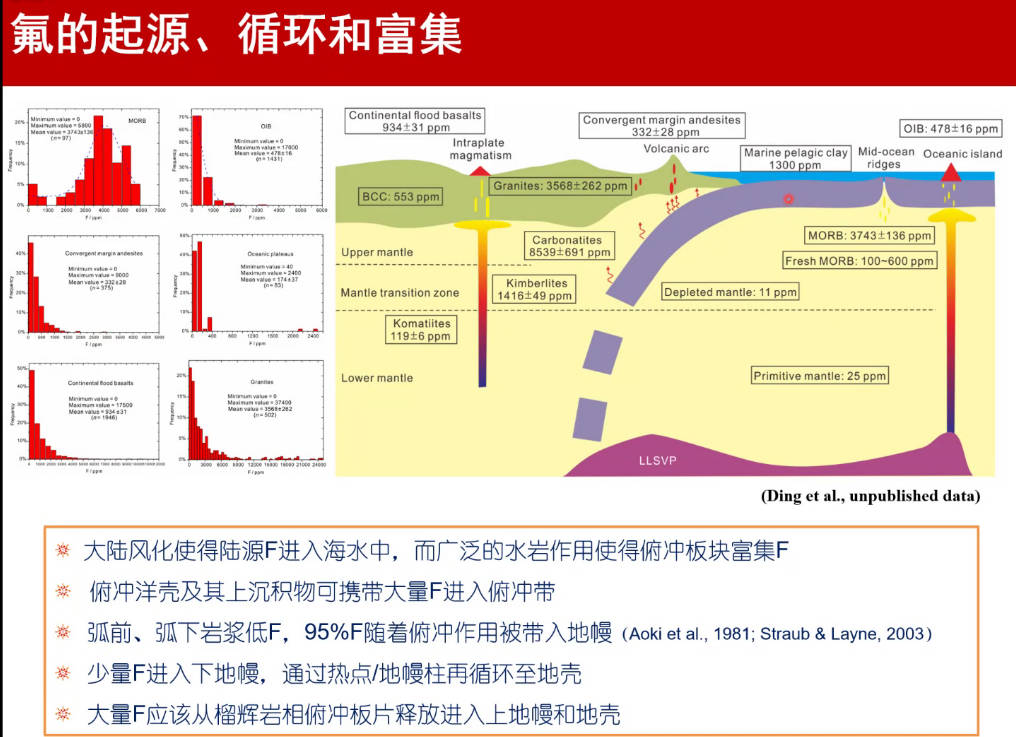 氟的起源、循环和富集
MORB
Minimum value = 0
Maximum value = 5800
Mean value = 3743±136
(n = 97)
Frequency
F / ppm
OIB
Minimum value = 0
Maximum value = 17600
Mean value = 478±16
(n = 1431)
Frequency
F / ppm
Convergent margin andesites
Minimum value = 0
Maximum value = 9000
Mean value = 332±28
(n = 375)
Frequency
F / ppm
Oceanic plateaus
Minimum value = 40
Maximum value = 2400
Mean value = 174±37
(n = 83)
Frequency
F / ppm
Continental flood basalts
Minimum value = 0
Maximum value = 17500
Mean value = 934±31
(n = 1946)
Frequency
F / ppm
Granites
Minimum value = 0
Maximum value = 37400
Mean value = 3568±262
(n = 502)
Frequency
F / ppm
Continental flood basalts
934±31 ppm
Intraplate
magmatism
Convergent margin andesites
332±28 ppm
Volcanic arc
Marine pelagic clay
1300 ppm
Mid-ocean
ridges
OIB: 478±16 ppm
Oceanic island
BCC: 553 ppm
Granites: 3568±262 ppm
Carbonatites
8539±691 ppm
MORB: 3743±136 ppm
Fresh MORB: 100~600 ppm
Upper mantle
Kimberlites
1416±49 ppm
Mantle transition zone
Depleted mantle: 11 ppm
Komatiites
119±6 ppm
Lower mantle
Primitive mantle: 25 ppm
LLSVP
(Ding et al., unpublished data)
大陆风化使得陆源F进入海水中，而广泛的水岩作用使得俯冲板块富集F
俯冲洋壳及其上沉积物可携带大量F进入俯冲带
弧前、弧下岩浆低F，95%F随着俯冲作用被带入地幔（Aoki et al., 1981; Straub & Layne, 2003）
少量F进入下地幔，通过热点/地幔柱再循环至地壳
大量F应该从榴辉岩相俯冲板片释放进入上地幔和地壳